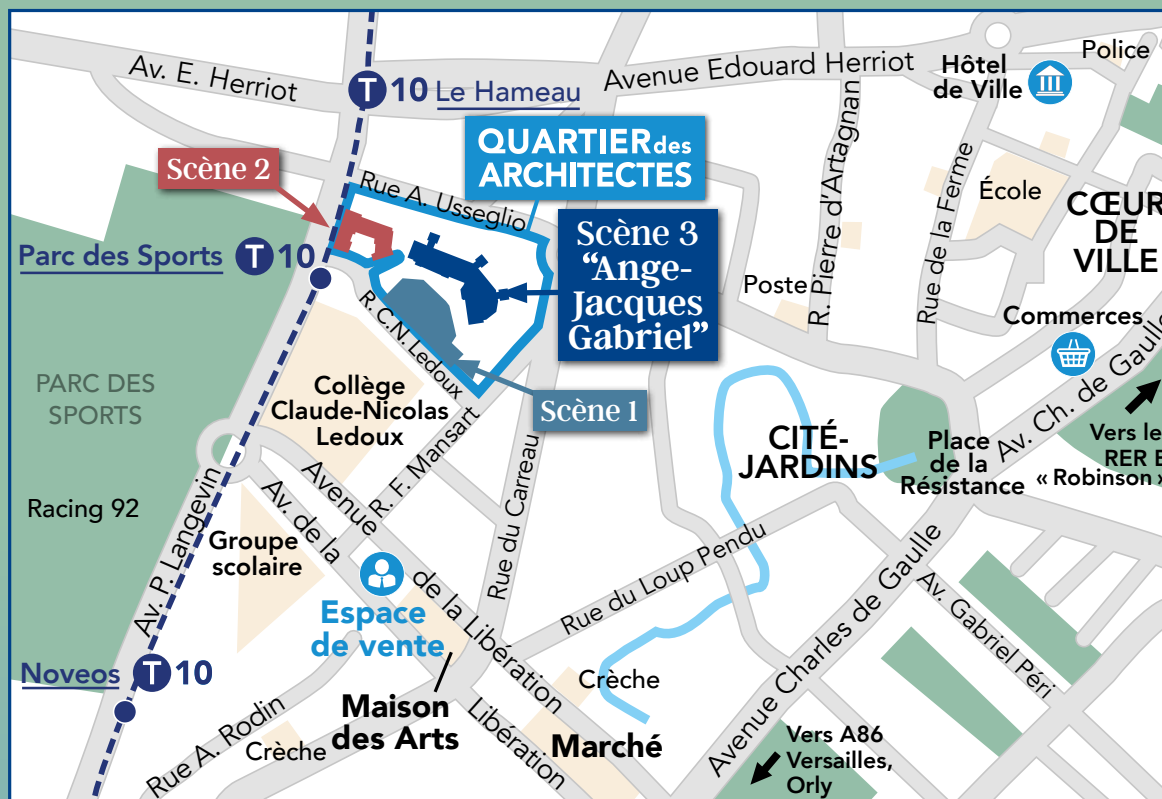 Av. E. Herriot
T 10 Le Hameau
Avenue Edouard Herriot
Hôtel
de Ville
Police
QUARTIER des
ARCHITECTES
Scène 2
Rue A. Usseglio
R. Pierre d'Artagnan
Rue de la Ferme
École
CŒUR
DE
VILLE
Parc des Sports T 10
Scène 3
"Ange-
Jacques
Gabriel"
Poste
Commerces
R. C.N. Ledoux
PARC DES
SPORTS
Collège
Claude-Nicolas
Ledoux
Scène 1
R. F. Mansart
Rue du Carreau
CITÉ-
JARDINS
Place
de la
Résistance
Av. Ch. de Gaulle
Vers le
RER B
« Robinson »
Racing 92
Av. P. Langevin
Groupe
scolaire
Avenue
de la Libération
Av. de la
Libération
Espace
de vente
Rue du Loup Pendu
Avenue Charles de Gaulle
Av. Gabriel Péri
Noveos T 10
Rue A. Rodin
Crèche
Maison
des Arts
Crèche
Marché
Vers A86
Versailles,
Orly